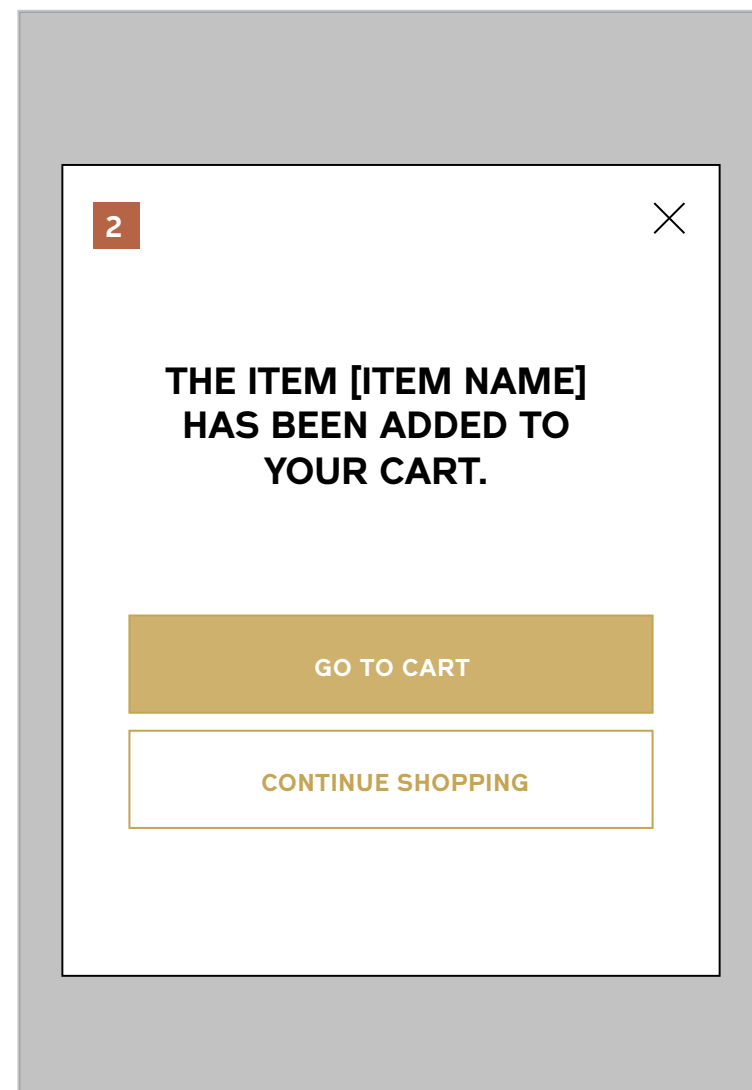 2
THE ITEM [ITEM NAME]
HAS BEEN ADDED TO
YOUR CART.
GO TO CART
CONTINUE SHOPPING